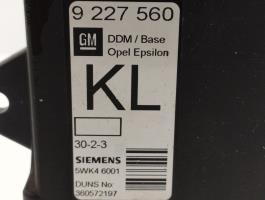 9 227 560
GM
DDM / Base
Opel Epsilon
KL
30-2-3
SIEMENS
5WK4 6001
DUNS No:
360572197